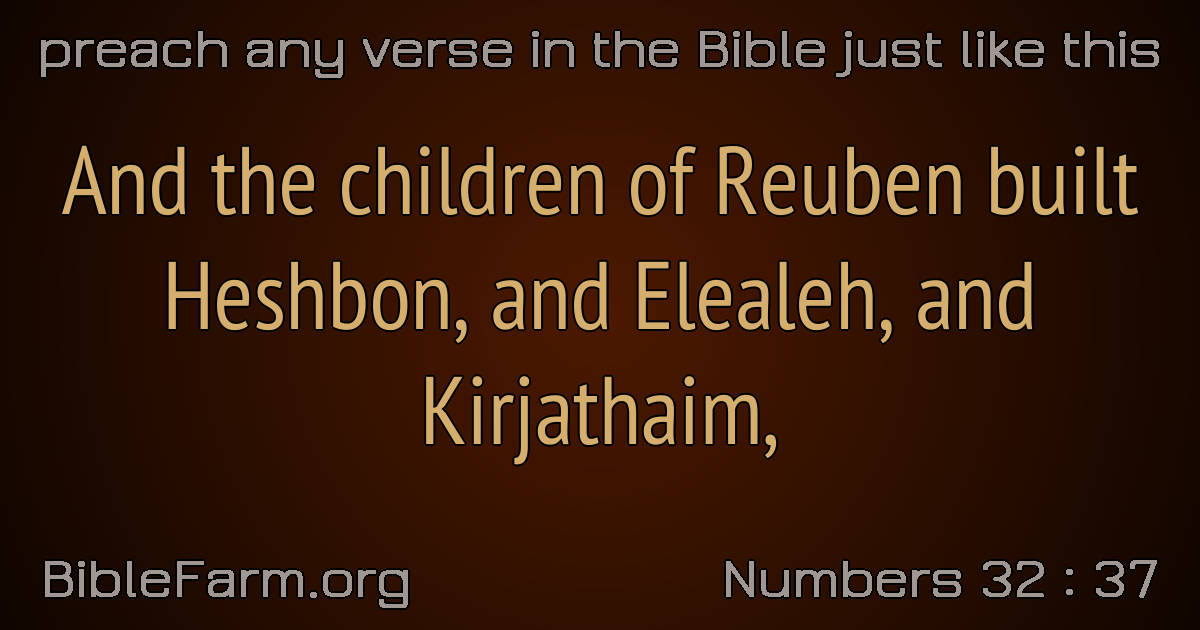 preach any verse in the Bible just like this
And the children of Reuben built
Heshbon, and Elealeh, and
Kirjathaim,
BibleFarm.org
Numbers 32 : 37